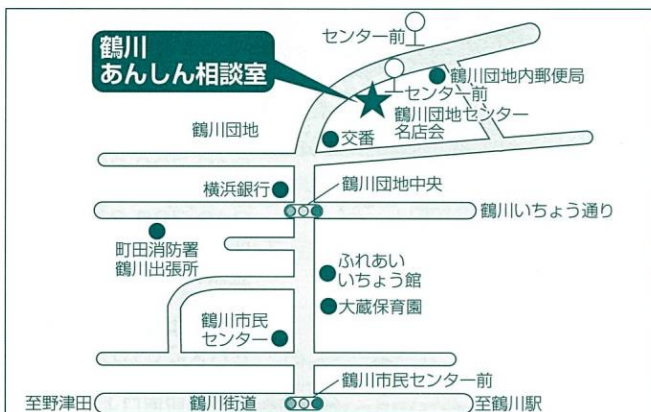 センター前
鶴川
あんしん相談室
鶴川団地内郵便局
センター前
鶴川団地センター
名店会
鶴川団地
交番
横浜銀行
鶴川団地中央
鶴川いちょう通り
町田消防署
鶴川出張所
ふれあい
いちょう館
大蔵保育園
鶴川市民
センター
鶴川市民センター前
至野津田
鶴川街道
至鶴川駅